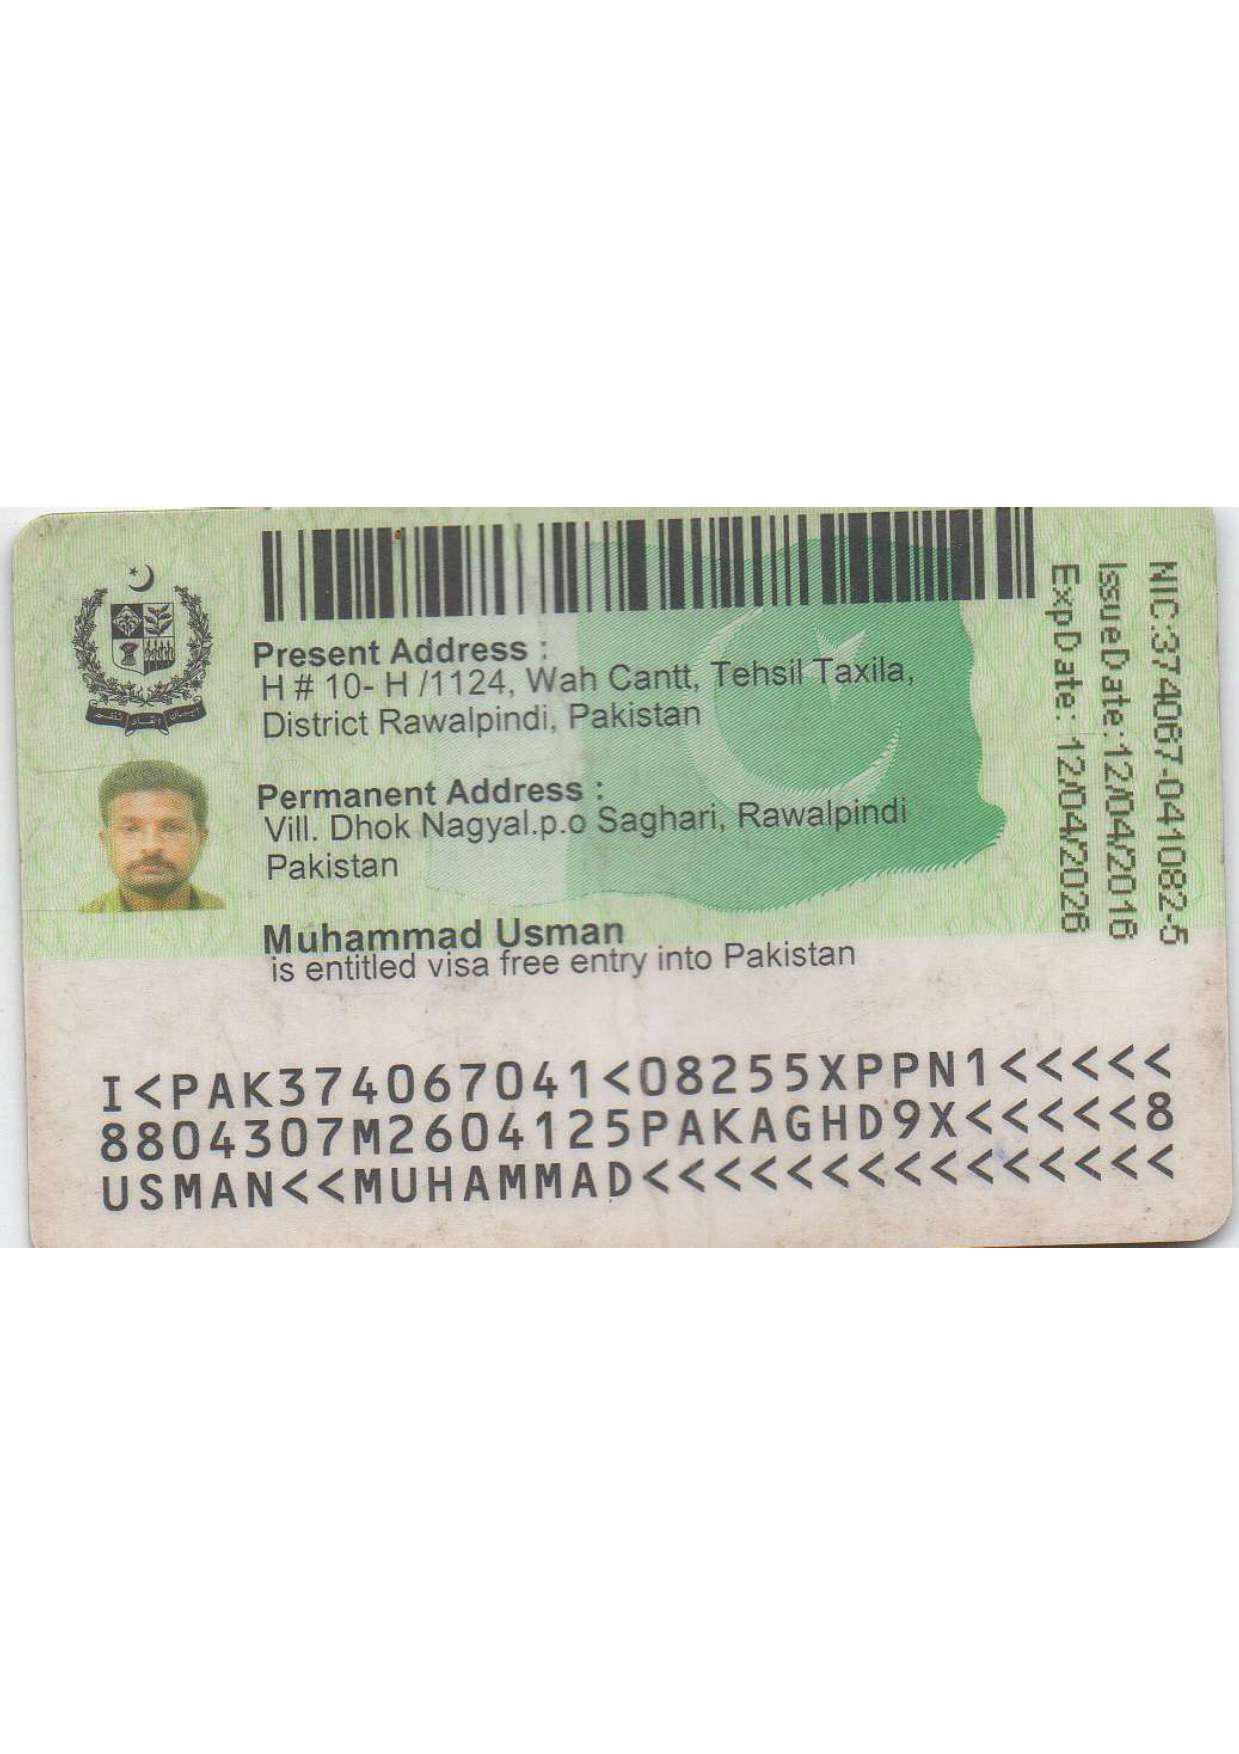 Present Address :
H # 10- H /1124, Wah Cantt, Tehsil Taxila,
District Rawalpindi, Pakistan
Permanent Address :
Vill. Dhok Nagyal.p.o Saghari, Rawalpindi
Pakistan
Muhammad Usman
is entitled visa free entry into Pakistan
NIC:374067-041082-5
IssueDate:12/04/2016
ExpDate: 12/04/2026
I<PAK374067041<08255XPPN1<<<<<
8804307M2604125PAKAGHD9X<<<<<8
USMAN<<MUHAMMAD<<<<<<<<<<<<<<<